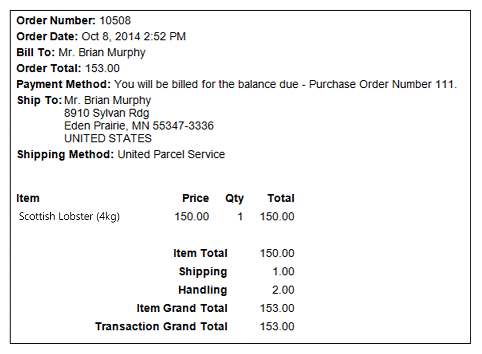 Order Number: 10508
Order Date: Oct 8, 2014 2:52 PM
Bill To: Mr. Brian Murphy
Order Total: 153.00
Payment Method: You will be billed for the balance due - Purchase Order Number 111.
Ship To: Mr. Brian Murphy
8910 Sylvan Rdg
Eden Prairie, MN 55347-3336
UNITED STATES
Shipping Method: United Parcel Service
Item Price Qty Total
Scottish Lobster (4kg) 150.00 1 150.00
Item Total 150.00
Shipping 1.00
Handling 2.00
Item Grand Total 153.00
Transaction Grand Total 153.00